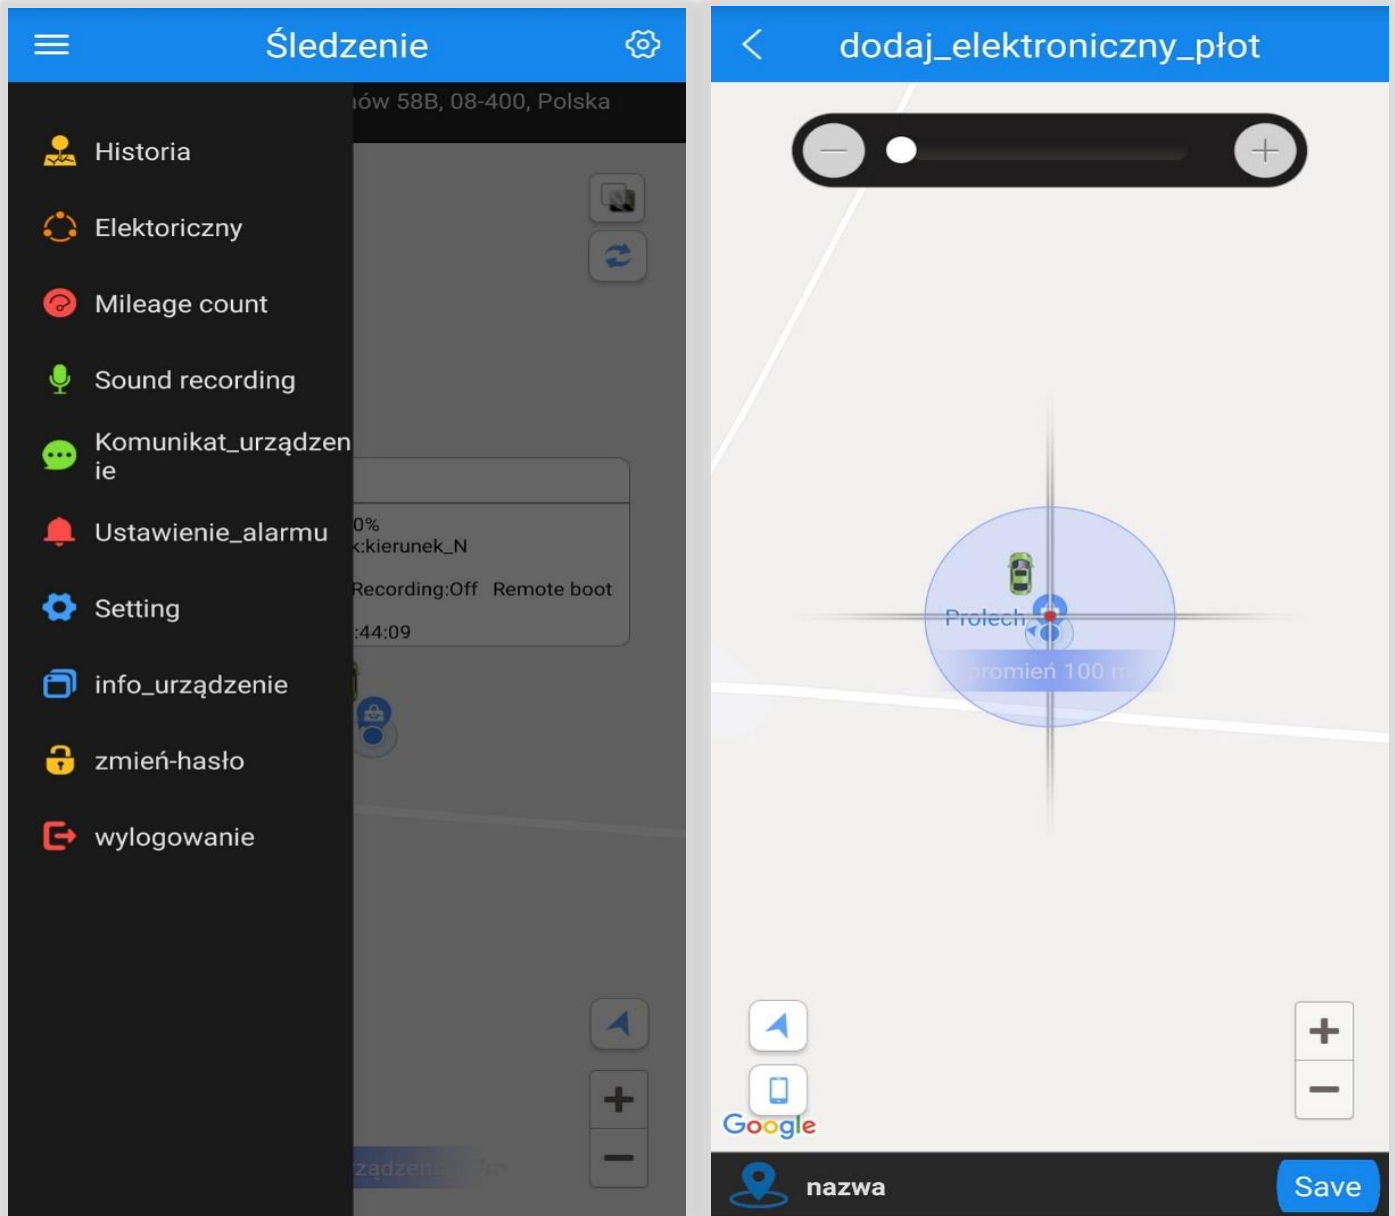 Śledzenie
ów 58B, 08-400, Polska
Historia
Elektoriczny
Mileage count
Sound recording
Komunikat_urządzen
ie
Ustawienie_alarmu
Setting
info_urządzenie
zmień-hasło
wylogowanie
0%
k:kierunek_N
Recording:Off Remote boot
:44:09
dodaj_elektroniczny_płot
Prolech
promień 100 m
Google
nazwa
Save